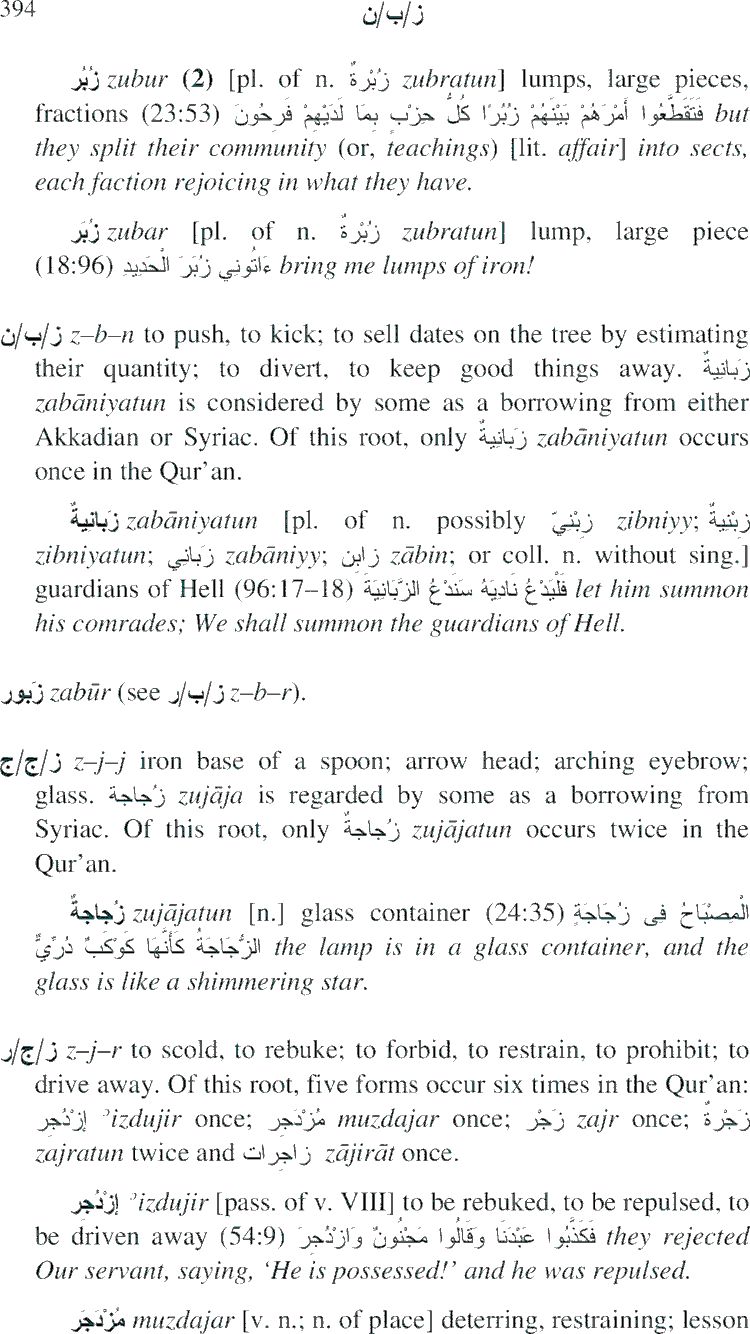 394 ز/ب/ن
زُبُر zubur (2) [pl. of n. زُبْرةٌ zubratun] lumps, large pieces,
fractions (23:53) فَتَقَطَّعُوا أَمْرَهُمْ بَيْنَهُمْ زُبُرًا كُلُّ حِزْبٍ بِمَا لَدَيْهِمْ فَرِحُونَ but
they split their community (or, teachings) [lit. affair] into sects,
each faction rejoicing in what they have.
زُبَر zubar [pl. of n. زُبْرةٌ zubratun] lump, large piece
(18:96) ءَاتُونِي زُبَرَ الْحَدِيدِ bring me lumps of iron!
ز/ب/ن z–b–n to push, to kick; to sell dates on the tree by estimating
their quantity; to divert, to keep good things away. زَبَانِيةٌ
zabāniyatun is considered by some as a borrowing from either
Akkadian or Syriac. Of this root, only زَبَانِيةٌ zabāniyatun occurs
once in the Qur’an.
زَبانِيةٌ zabāniyatun [pl. of n. possibly زِبْنِيّ zibniyy; زِبْنِيةٌ
zibniyatun; زَبَاني zabāniyy; زابِن zābin; or coll. n. without sing.]
guardians of Hell (96:17–18) فَلْيَدْعُ نَادِيَهُ سَنَدْعُ الزَّبَانِيَةَ let him summon
his comrades; We shall summon the guardians of Hell.
زَبور zabūr (see ز/ب/ر z–b–r).
ز/ج/ج z–j–j iron base of a spoon; arrow head; arching eyebrow;
glass. زُجاجة zujāja is regarded by some as a borrowing from
Syriac. Of this root, only زُجاجةٌ zujājatun occurs twice in the
Qur’an.
زُجاجةٌ zujājatun [n.] glass container (24:35) الْمِصْبَاحُ فِى زُجَاجَةٍ
الزُّجَاجَةُ كَأَنَّهَا كَوْكَبٌ دُرِّيٌّ the lamp is in a glass container, and the
glass is like a shimmering star.
ز/ج/ر z–j–r to scold, to rebuke; to forbid, to restrain, to prohibit; to
drive away. Of this root, five forms occur six times in the Qur’an:
إزْدُجِر ʾizdujir once; مُزْدَجِر muzdajar once; زَجْر zajr once; زَجْرةٌ
zajratun twice and زاجِرات zājirāt once.
إزْدُجِر ʾizdujir [pass. of v. VIII] to be rebuked, to be repulsed, to
be driven away (54:9) فَكَذَّبُوا عَبْدَنَا وَقَالُوا مَجْنُونٌ وَازْدُجِرَ they rejected
Our servant, saying, ‘He is possessed!’ and he was repulsed.
مُزْدَجَر muzdajar [v. n.; n. of place] deterring, restraining; lesson